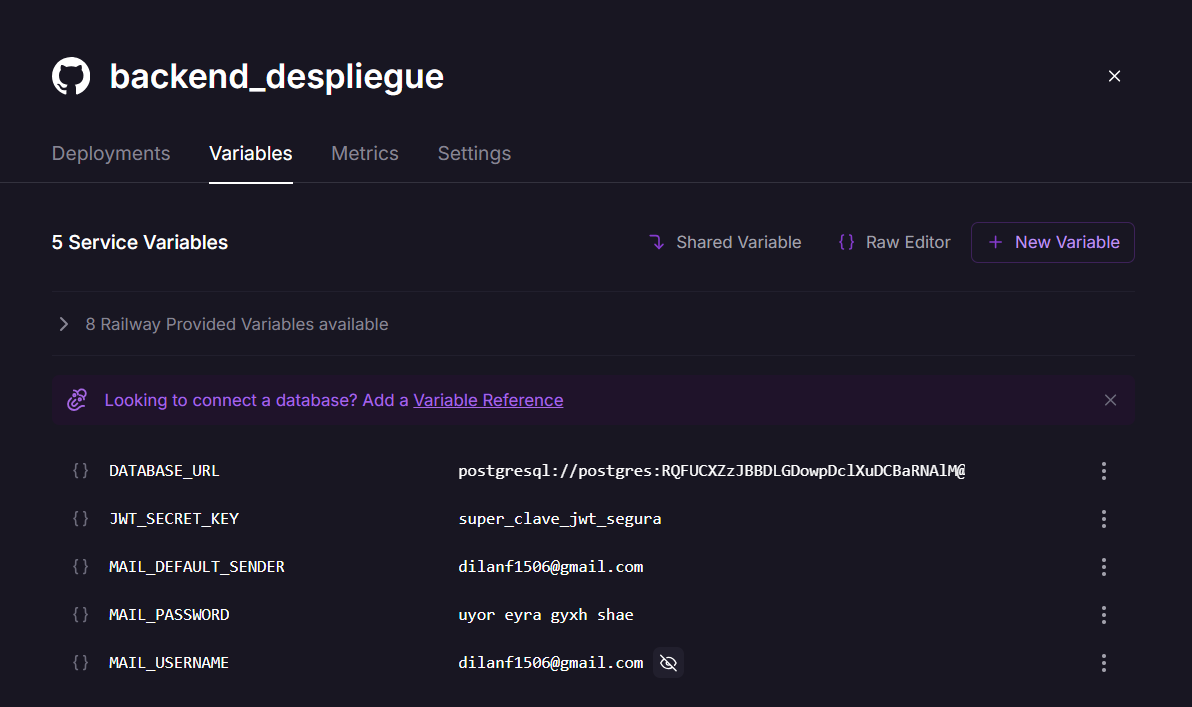 backend_despliegue
Deployments Variables Metrics Settings
5 Service Variables Shared Variable {} Raw Editor + New Variable
8 Railway Provided Variables available
Looking to connect a database? Add a Variable Reference
{} DATABASE_URL postgresql://postgres:RQFUCXZzJBBDLGDowpDclXuDCBaRNAlM@
{} JWT_SECRET_KEY super_clave_jwt_segura
{} MAIL_DEFAULT_SENDER dilanf1506@gmail.com
{} MAIL_PASSWORD uyor eyra gyxh shae
{} MAIL_USERNAME dilanf1506@gmail.com